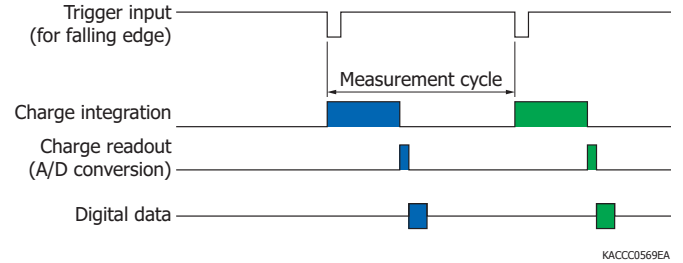 Trigger input
(for falling edge)
Measurement cycle
Charge integration
Charge readout
(A/D conversion)
Digital data
KACCC0569EA